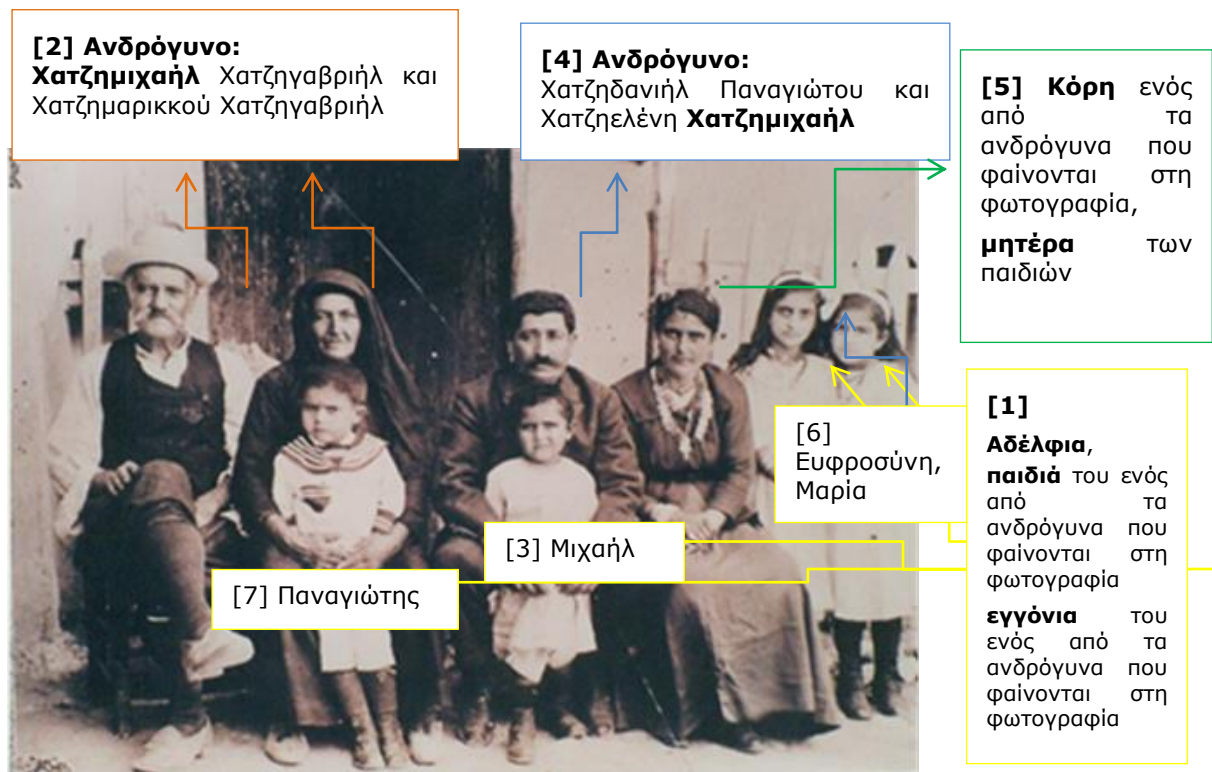 [2] Ανδρόγυνο:
Χατζημιχαήλ Χατζηγαβριήλ και
Χατζημαρικκού Χατζηγαβριήλ
[4] Ανδρόγυνο:
Χατζηδανιήλ Παναγιώτου και
Χατζηελένη Χατζημιχαήλ
[5] Κόρη ενός
από τα
ανδρόγυνα που
φαίνονται στη
φωτογραφία,
μητέρα των
παιδιών
[6]
Ευφροσύνη,
Μαρία
[1]
Αδέλφια,
παιδιά του ενός
από τα
ανδρόγυνα που
φαίνονται στη
φωτογραφία
εγγόνια του
ενός από τα
ανδρόγυνα που
φαίνονται στη
φωτογραφία
[3] Μιχαήλ
[7] Παναγιώτης